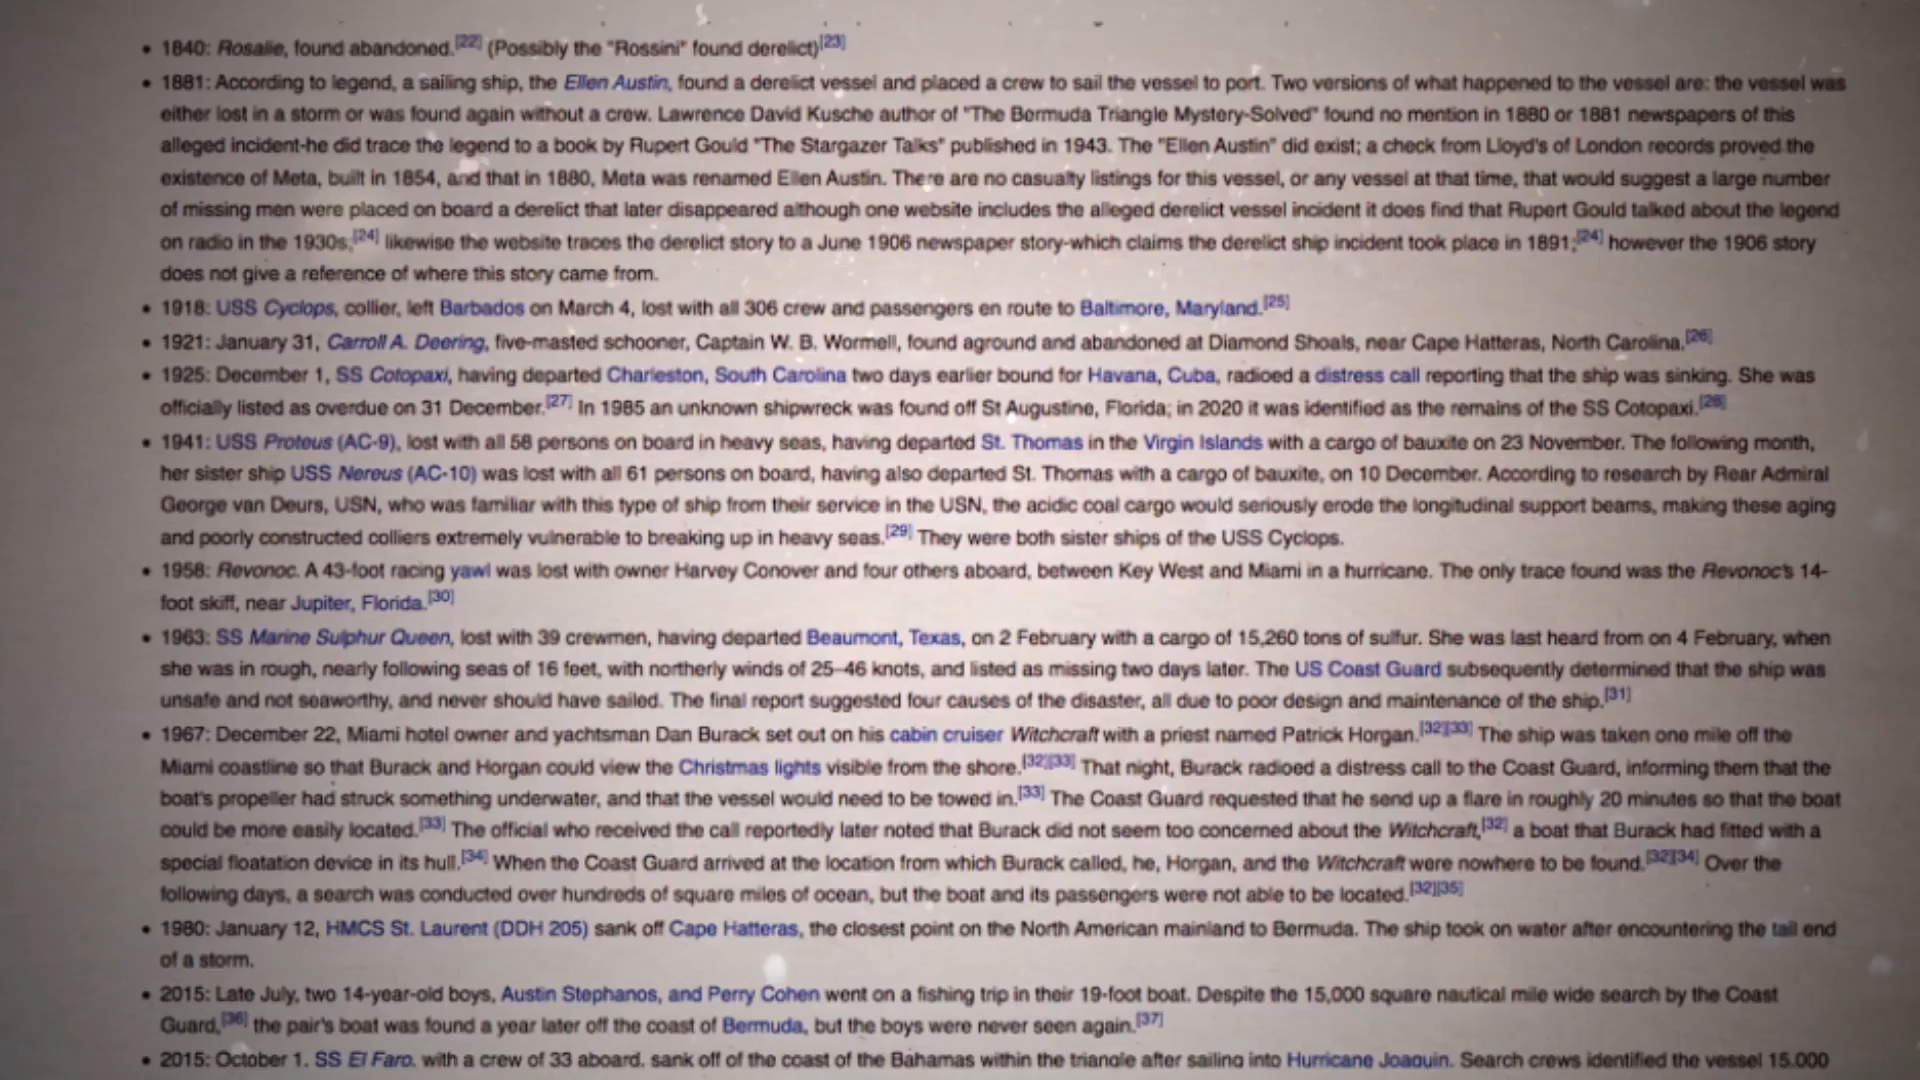 • 1840: Rosalie, found abandoned.[22] (Possibly the "Rossini" found derelict)[23]
• 1881: According to legend, a sailing ship, the Ellen Austin, found a derelict vessel and placed a crew to sail the vessel to port. Two versions of what happened to the vessel are: the vessel was
either lost in a storm or was found again without a crew. Lawrence David Kusche author of "The Bermuda Triangle Mystery-Solved" found no mention in 1880 or 1881 newspapers of this
alleged incident-he did trace the legend to a book by Rupert Gould "The Stargazer Talks" published in 1943. The "Ellen Austin" did exist; a check from Lloyd's of London records proved the
existence of Meta, built in 1854, and that in 1880, Meta was renamed Ellen Austin. There are no casualty listings for this vessel, or any vessel at that time, that would suggest a large number
of missing men were placed on board a derelict that later disappeared although one website includes the alleged derelict vessel incident it does find that Rupert Gould talked about the legend
on radio in the 1930s;[24] likewise the website traces the derelict story to a June 1906 newspaper story-which claims the derelict ship incident took place in 1891;[24] however the 1906 story
does not give a reference of where this story came from.
• 1918: USS Cyclops, collier, left Barbados on March 4, lost with all 306 crew and passengers en route to Baltimore, Maryland.[25]
• 1921: January 31, Carroll A. Deering, five-masted schooner, Captain W. B. Wormell, found aground and abandoned at Diamond Shoals, near Cape Hatteras, North Carolina.[26]
• 1925: December 1, SS Cotopaxi, having departed Charleston, South Carolina two days earlier bound for Havana, Cuba, radioed a distress call reporting that the ship was sinking. She was
officially listed as overdue on 31 December.[27] In 1985 an unknown shipwreck was found off St Augustine, Florida; in 2020 it was identified as the remains of the SS Cotopaxi.[28]
• 1941: USS Proteus (AC-9), lost with all 58 persons on board in heavy seas, having departed St. Thomas in the Virgin Islands with a cargo of bauxite on 23 November. The following month,
her sister ship USS Nereus (AC-10) was lost with all 61 persons on board, having also departed St. Thomas with a cargo of bauxite, on 10 December. According to research by Rear Admiral
George van Deurs, USN, who was familiar with this type of ship from their service in the USN, the acidic coal cargo would seriously erode the longitudinal support beams, making these aging
and poorly constructed colliers extremely vulnerable to breaking up in heavy seas.[29] They were both sister ships of the USS Cyclops.
• 1958: Revonoc. A 43-foot racing yawl was lost with owner Harvey Conover and four others aboard, between Key West and Miami in a hurricane. The only trace found was the Revonoc's 14-
foot skiff, near Jupiter, Florida.[30]
• 1963: SS Marine Sulphur Queen, lost with 39 crewmen, having departed Beaumont, Texas, on 2 February with a cargo of 15,260 tons of sulfur. She was last heard from on 4 February, when
she was in rough, nearly following seas of 16 feet, with northerly winds of 25–46 knots, and listed as missing two days later. The US Coast Guard subsequently determined that the ship was
unsafe and not seaworthy, and never should have sailed. The final report suggested four causes of the disaster, all due to poor design and maintenance of the ship.[31]
• 1967: December 22, Miami hotel owner and yachtsman Dan Burack set out on his cabin cruiser Witchcraft with a priest named Patrick Horgan.[32][33] The ship was taken one mile off the
Miami coastline so that Burack and Horgan could view the Christmas lights visible from the shore.[32][33] That night, Burack radioed a distress call to the Coast Guard, informing them that the
boat's propeller had struck something underwater, and that the vessel would need to be towed in.[33] The Coast Guard requested that he send up a flare in roughly 20 minutes so that the boat
could be more easily located.[33] The official who received the call reportedly later noted that Burack did not seem too concerned about the Witchcraft,[32] a boat that Burack had fitted with a
special floatation device in its hull.[34] When the Coast Guard arrived at the location from which Burack called, he, Horgan, and the Witchcraft were nowhere to be found.[32][34] Over the
following days, a search was conducted over hundreds of square miles of ocean, but the boat and its passengers were not able to be located.[32][35]
• 1980: January 12, HMCS St. Laurent (DDH 205) sank off Cape Hatteras, the closest point on the North American mainland to Bermuda. The ship took on water after encountering the tail end
of a storm.
• 2015: Late July, two 14-year-old boys, Austin Stephanos, and Perry Cohen went on a fishing trip in their 19-foot boat. Despite the 15,000 square nautical mile wide search by the Coast
Guard,[36] the pair's boat was found a year later off the coast of Bermuda, but the boys were never seen again.[37]
• 2015: October 1, SS El Faro, with a crew of 33 aboard, sank off of the coast of the Bahamas within the triangle after sailing into Hurricane Joaquin. Search crews identified the vessel 15,000